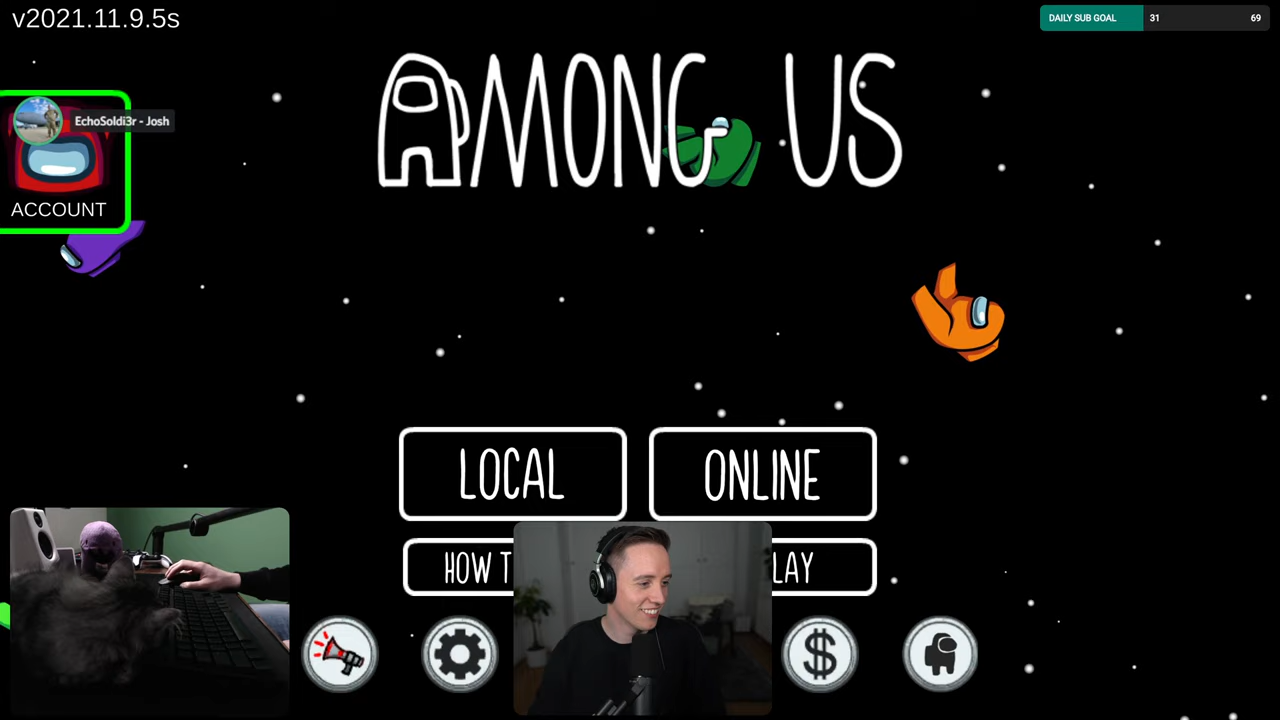 v2021.11.9.5s
DAILY SUB GOAL 31 69
AMONG US
EchoSoldi3r - Josh
ACCOUNT
LOCAL
ONLINE
HOW T
LAY
$